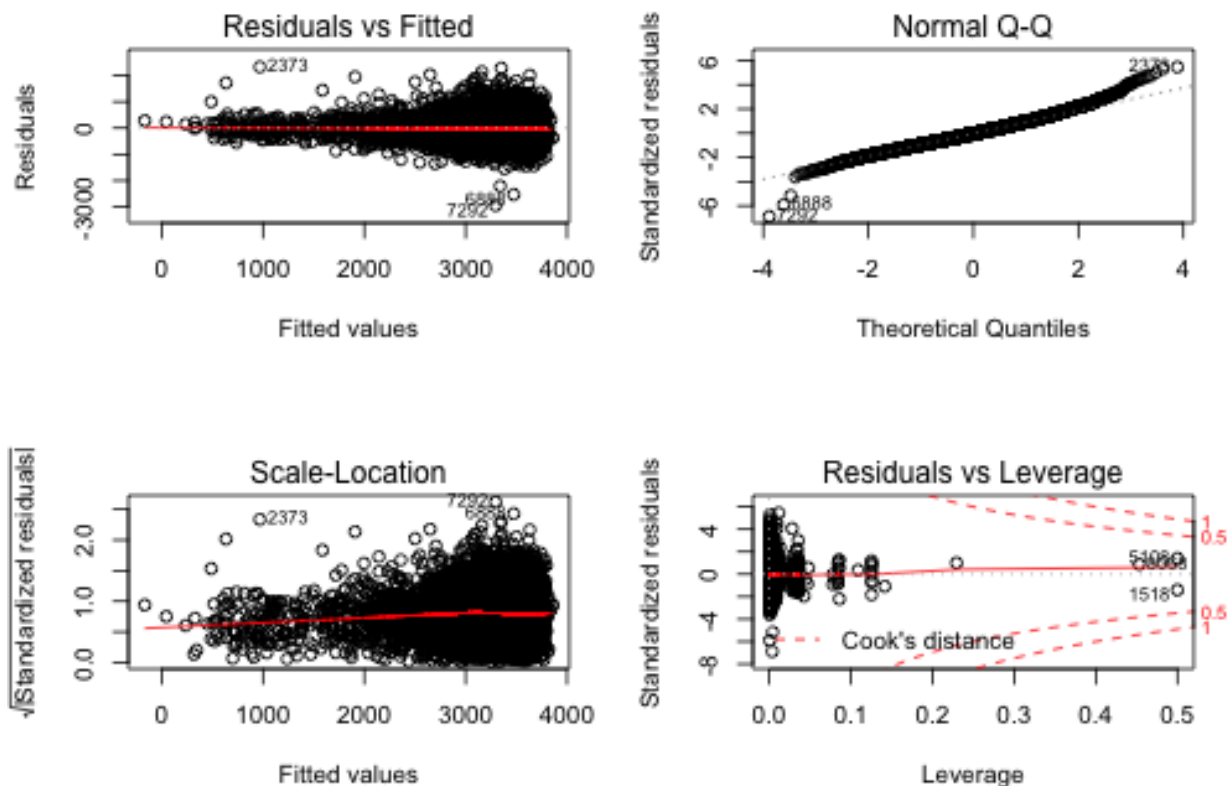 Residuals vs Fitted
Residuals
0
-3000
2373
7292
0 1000 2000 3000 4000
Fitted values
Normal Q-Q
Standardized residuals
6
2
-2
-6
2373
6888
7292
-4 -2 0 2 4
Theoretical Quantiles
Scale-Location
√|Standardized residuals|
2.0
1.0
0.0
2373
7292
0 1000 2000 3000 4000
Fitted values
Residuals vs Leverage
Standardized residuals
4
0
-4
-8
1
0.5
5108
1518
0.5
1
Cook's distance
0.0 0.1 0.2 0.3 0.4 0.5
Leverage